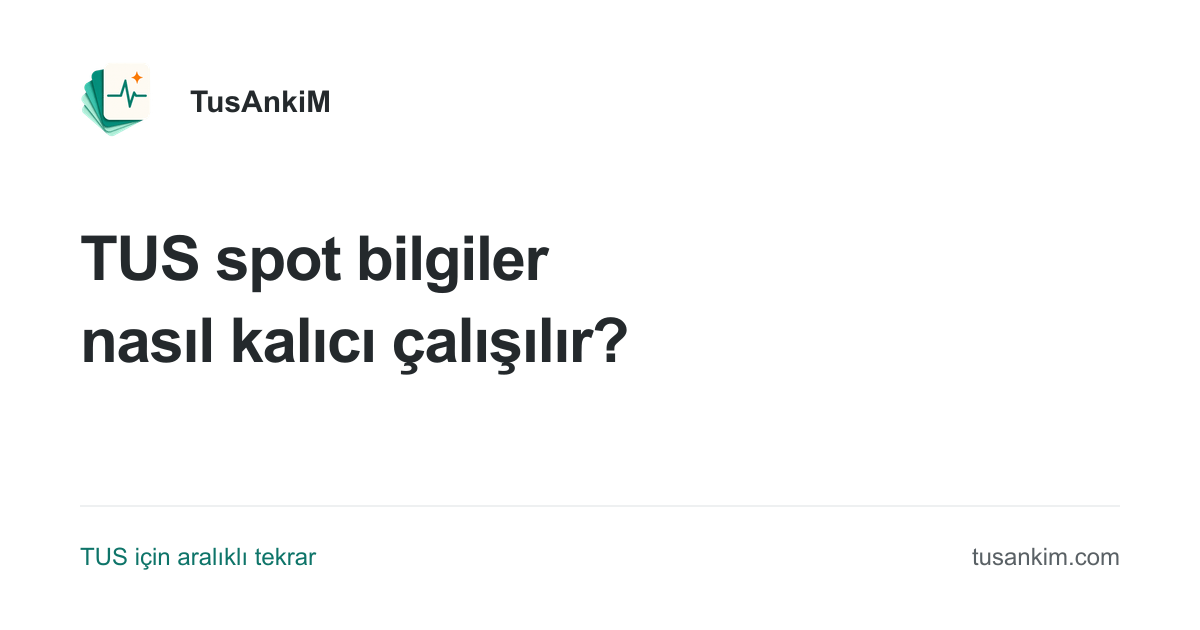 TusAnkiM
TUS spot bilgiler
nasıl kalıcı çalışılır?
TUS için aralıklı tekrar
tusankim.com